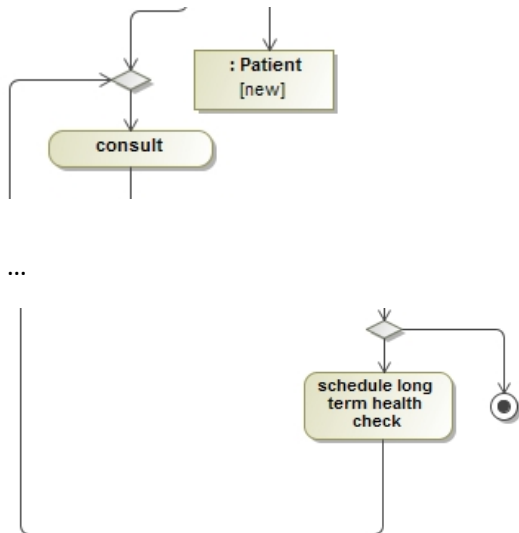 : Patient
[new]
consult
...
schedule long
term health
check